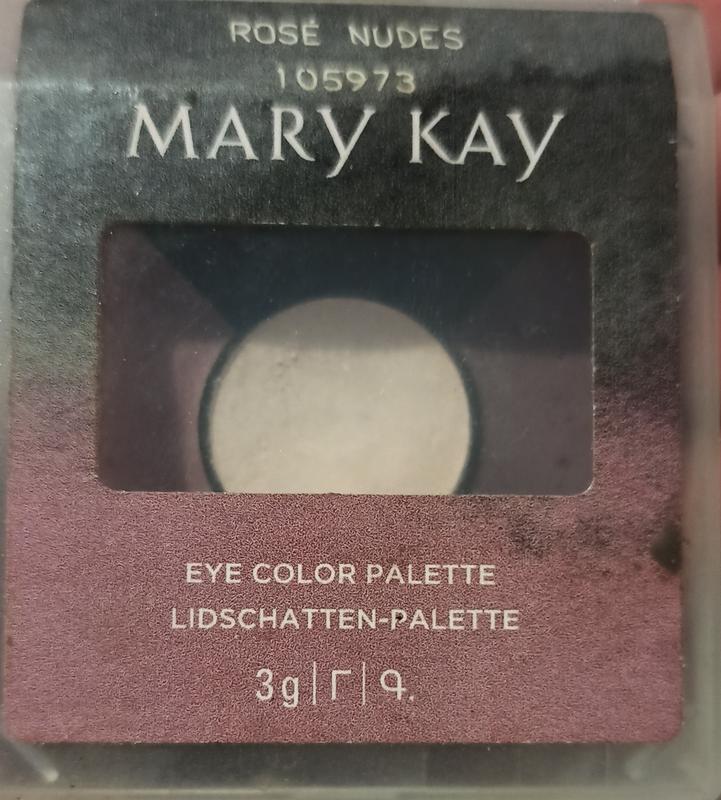 ROSÉ NUDES
105973
MARY KAY
EYE COLOR PALETTE
LIDSCHATTEN-PALETTE
3g|Г|Գ.